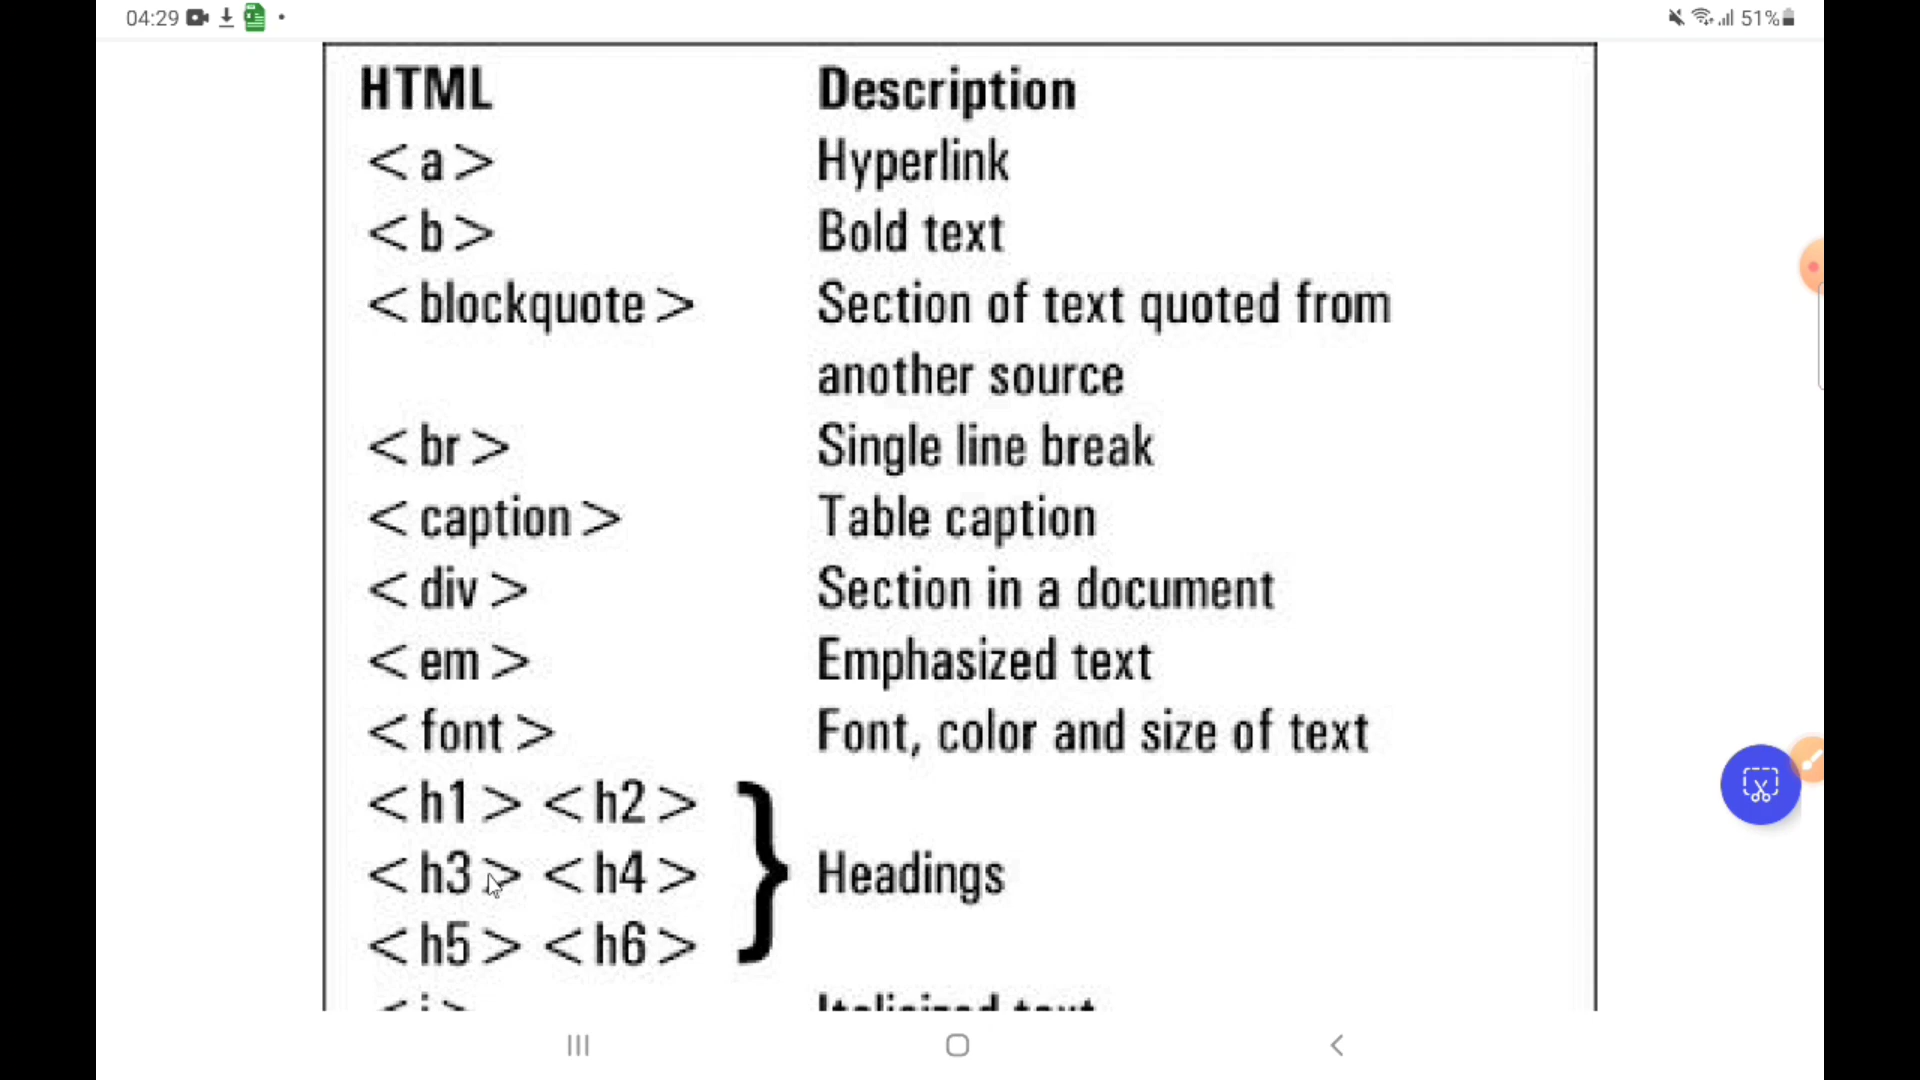 04:29 51%
HTML Description
<a> Hyperlink
<b> Bold text
<blockquote> Section of text quoted from
another source
<br> Single line break
<caption> Table caption
<div> Section in a document
<em> Emphasized text
<font> Font, color and size of text
<h1> <h2>
<h3> <h4> } Headings
<h5> <h6>
<i> Italicized text